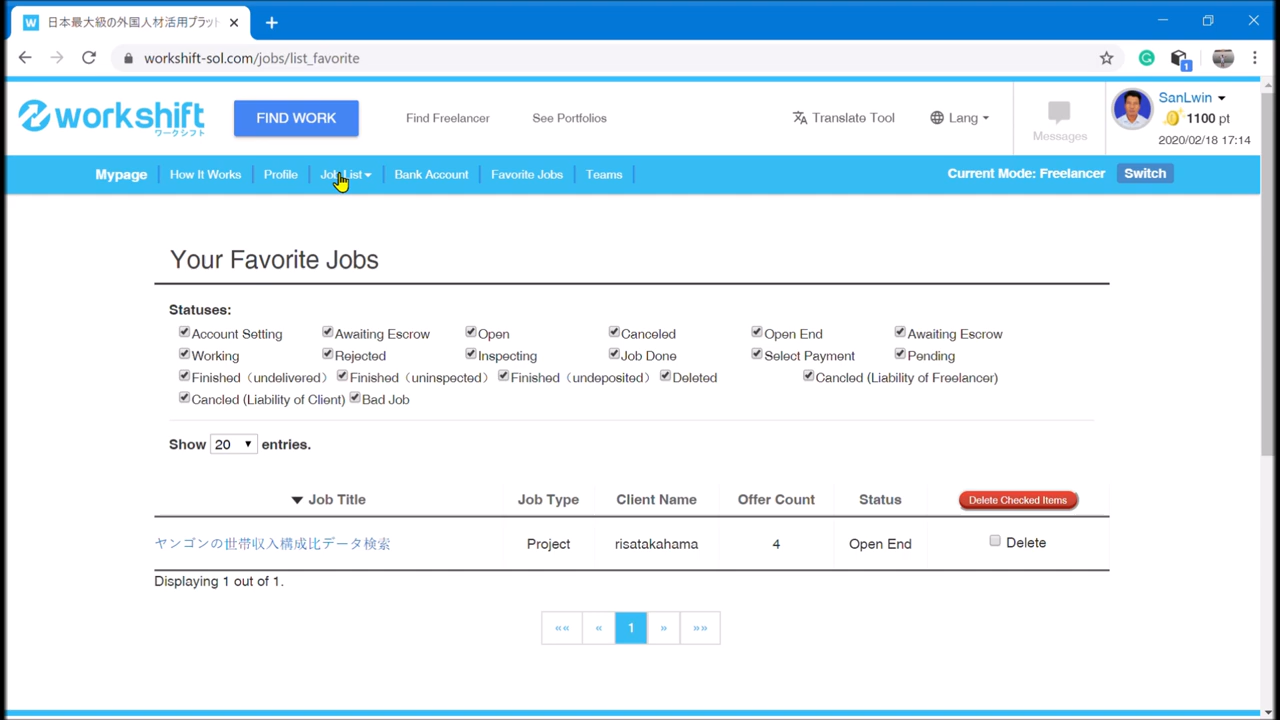 日本最大級の外国人材活用プラット
workshift-sol.com/jobs/list_favorite
1
workshift
ワークシフト
FIND WORK
Find Freelancer
See Portfolios
Translate Tool
Lang
Messages
SanLwin
1100 pt
2020/02/18 17:14
Mypage
How It Works
Profile
Job List
Bank Account
Favorite Jobs
Teams
Current Mode: Freelancer
Switch
Your Favorite Jobs
Statuses:
Account Setting Awaiting Escrow Open Canceled Open End Awaiting Escrow
Working Rejected Inspecting Job Done Select Payment Pending
Finished（undelivered） Finished（uninspected） Finished（undeposited） Deleted Cancled (Liability of Freelancer)
Cancled (Liability of Client) Bad Job
Show 20 entries.
Job Title Job Type Client Name Offer Count Status Delete Checked Items
ヤンゴンの世帯収入構成比データ検索 Project risatakahama 4 Open End Delete
Displaying 1 out of 1.
«« « 1 » »»